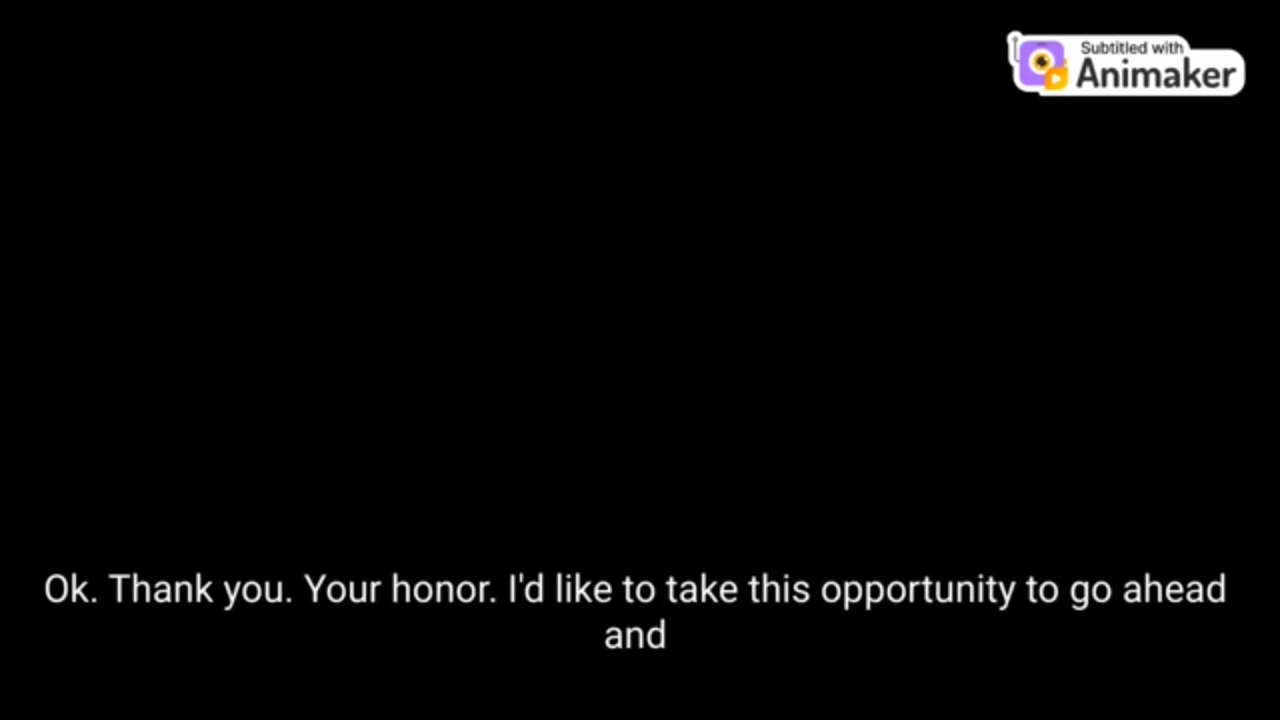 Subtitled with
Animaker
Ok. Thank you. Your honor. I'd like to take this opportunity to go ahead
and